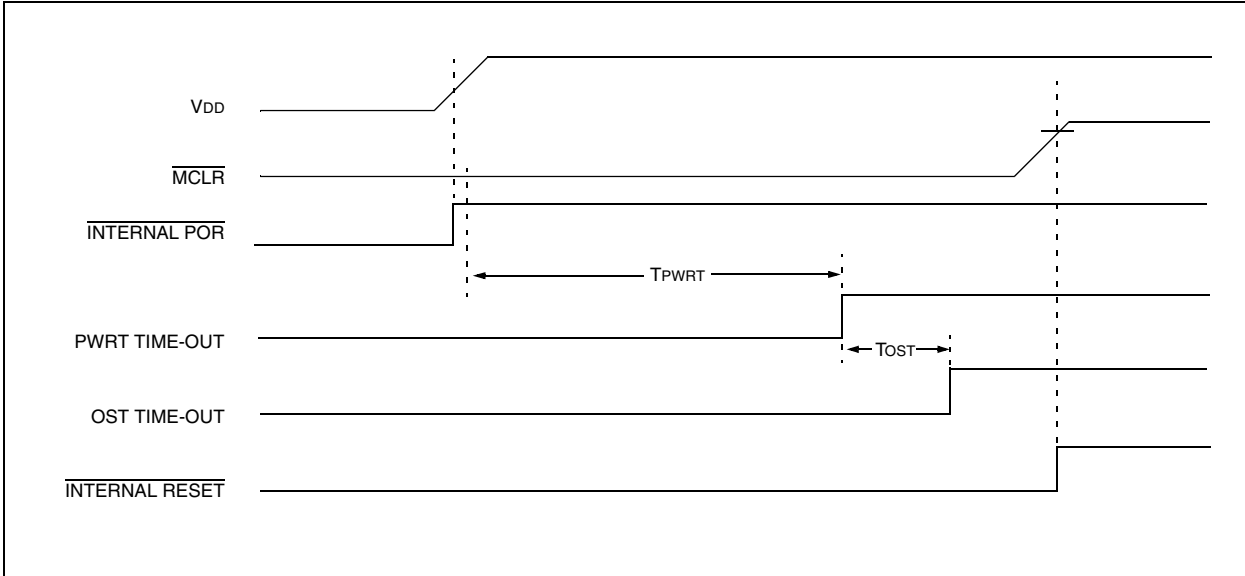 VDD
MCLR
INTERNAL POR
TPWRT
PWRT TIME-OUT
TOST
OST TIME-OUT
INTERNAL RESET